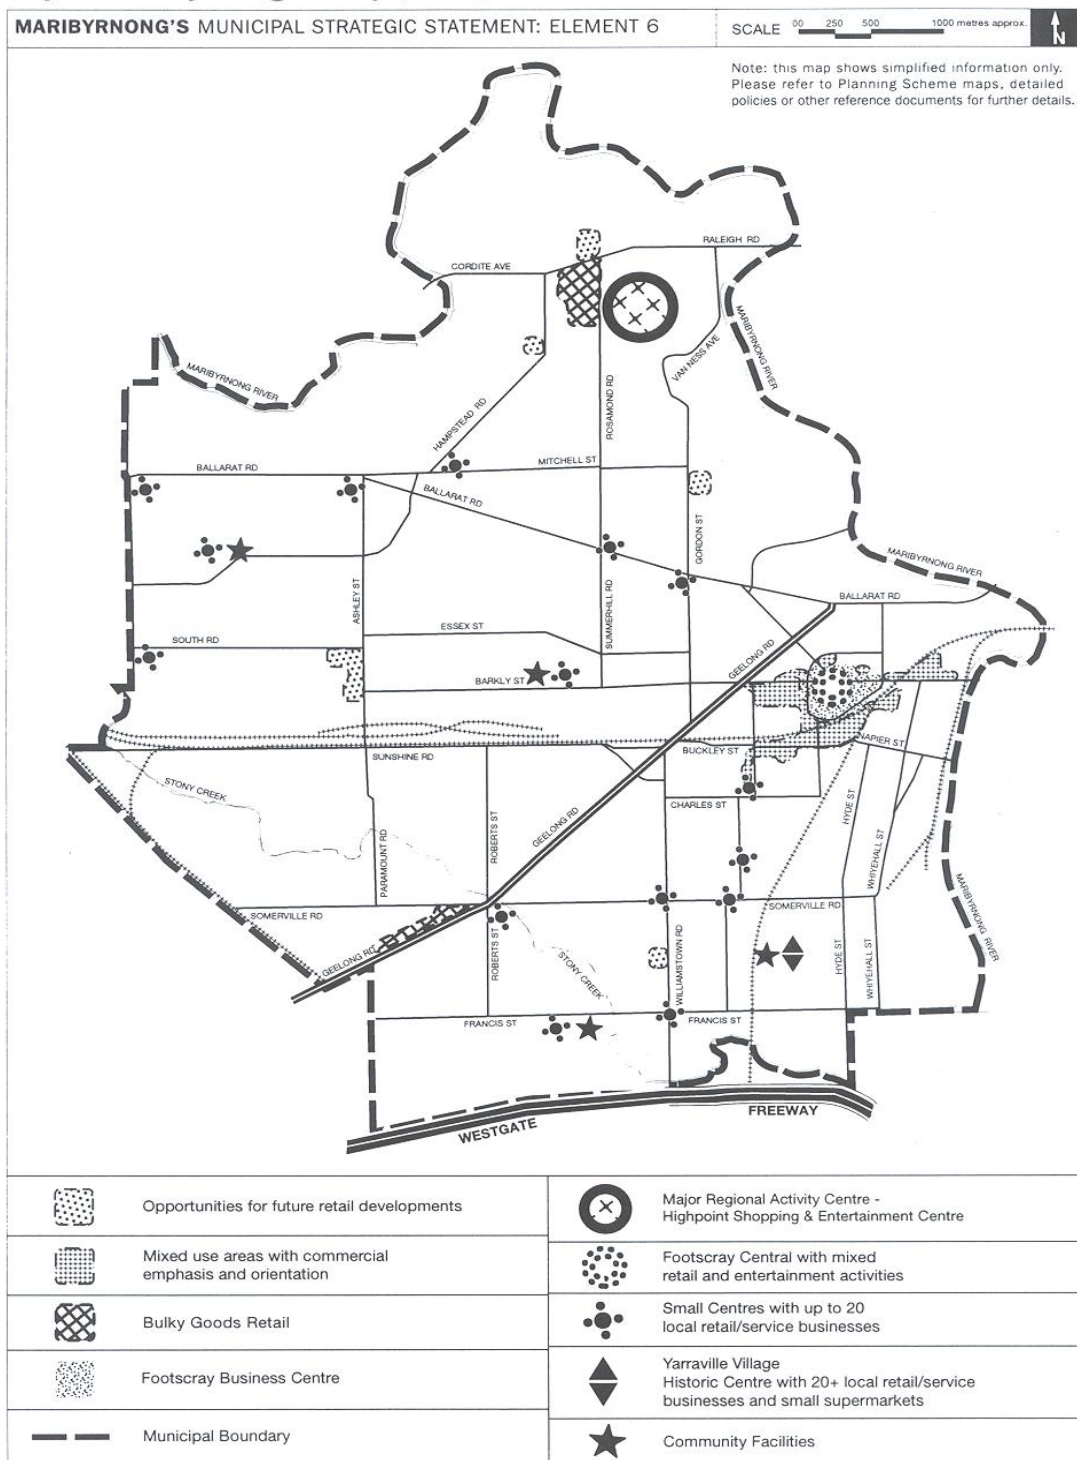 MARIBYRNONG'S MUNICIPAL STRATEGIC STATEMENT: ELEMENT 6
SCALE 00 250 500 1000 metres approx.
N
Note: this map shows simplified information only.
Please refer to Planning Scheme maps, detailed
policies or other reference documents for further details.
RALEIGH RD
CORDITE AVE
MARIBYRNONG RIVER
VAN NESS AVE
MARIBYRNONG RIVER
ROSAMOND RD
HAMPSTEAD RD
MITCHELL ST
BALLARAT RD
BALLARAT RD
GORDON ST
MARIBYRNONG RIVER
ASHLEY ST
SUMMERHILL RD
BALLARAT RD
ESSEX ST
SOUTH RD
GEELONG RD
BARKLY ST
NAPIER ST
BUCKLEY ST
SUNSHINE RD
STONY CREEK
CHARLES ST
HYDE ST
GEELONG RD
ROBERTS ST
PARAMOUNT RD
WHIYEHALL ST
SOMERVILLE RD
SOMERVILLE RD
MARIBYRNONG RIVER
GEELONG RD
ROBERTS ST
STONY CREEK
WILLIAMSTOWN RD
HYDE ST
WHIYEHALL ST
FRANCIS ST
FRANCIS ST
WESTGATE
FREEWAY
Opportunities for future retail developments
Mixed use areas with commercial
emphasis and orientation
Bulky Goods Retail
Footscray Business Centre
Municipal Boundary
Major Regional Activity Centre -
Highpoint Shopping & Entertainment Centre
Footscray Central with mixed
retail and entertainment activities
Small Centres with up to 20
local retail/service businesses
Yarraville Village
Historic Centre with 20+ local retail/service
businesses and small supermarkets
Community Facilities